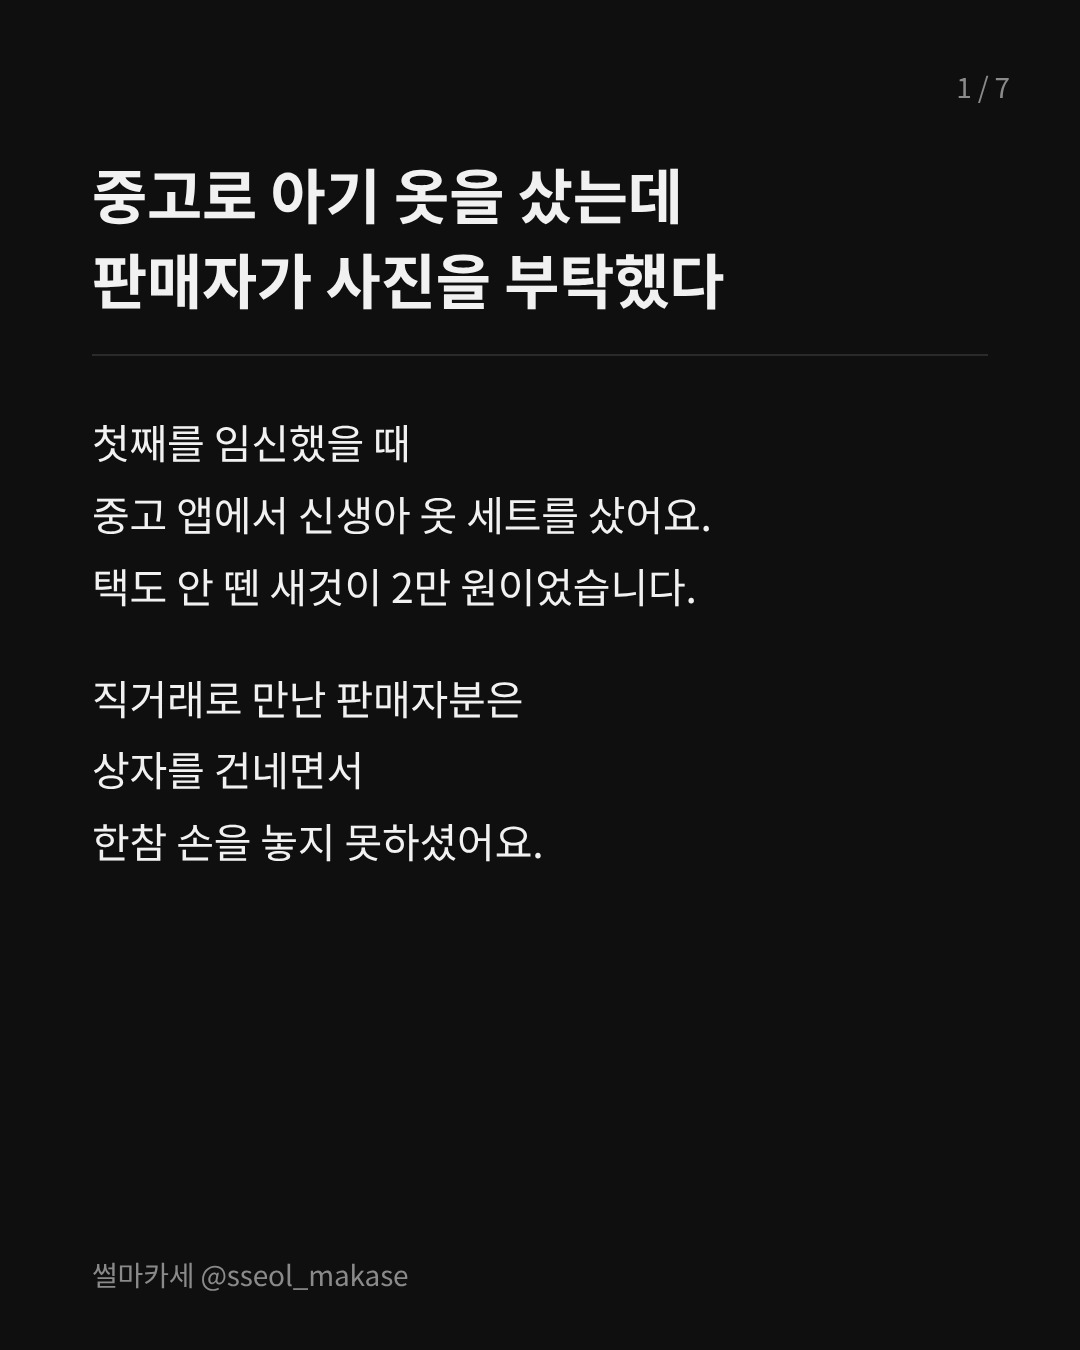 1 / 7
중고로 아기 옷을 샀는데
판매자가 사진을 부탁했다
첫째를 임신했을 때
중고 앱에서 신생아 옷 세트를 샀어요.
택도 안 뗀 새것이 2만 원이었습니다.
직거래로 만난 판매자분은
상자를 건네면서
한참 손을 놓지 못하셨어요.
썰마카세 @sseol_makase